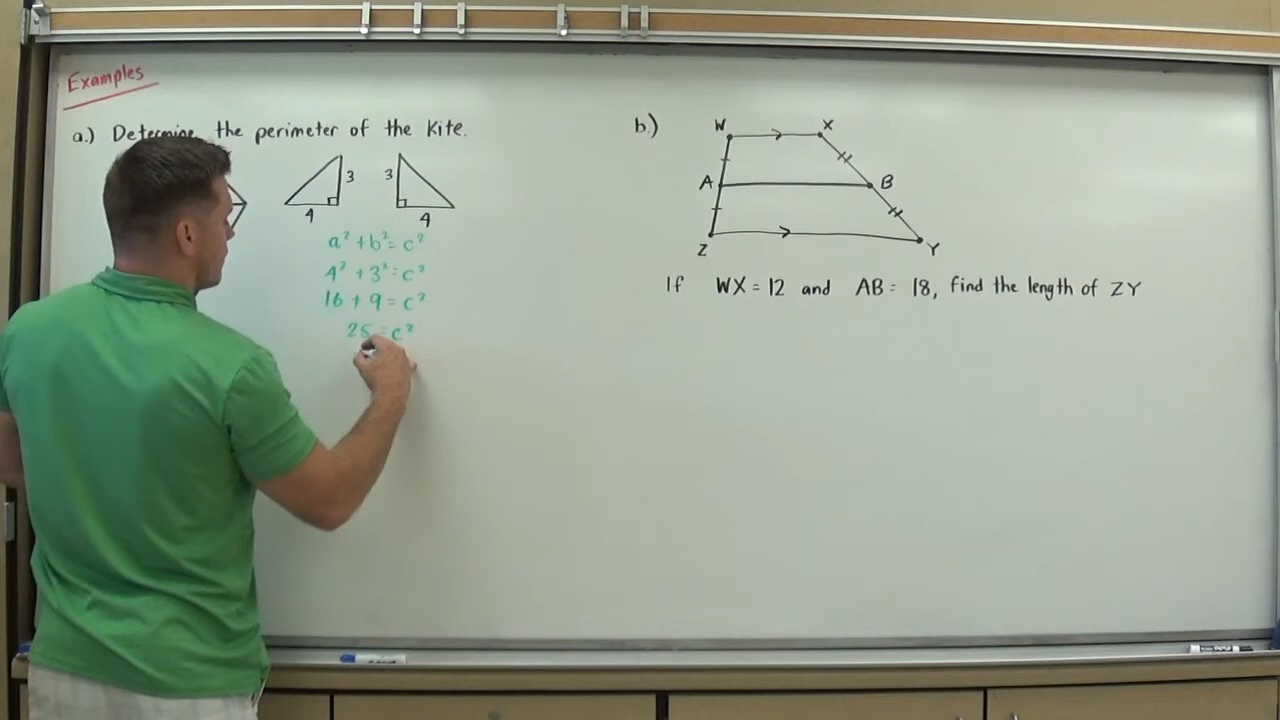 Examples
a.) Determine the perimeter of the kite.
3
4
3
4
a² + b² = c²
4² + 3² = c²
16 + 9 = c²
25 = c²
b)
W
X
A
B
Z
Y
If WX = 12 and AB = 18, find the length of ZY